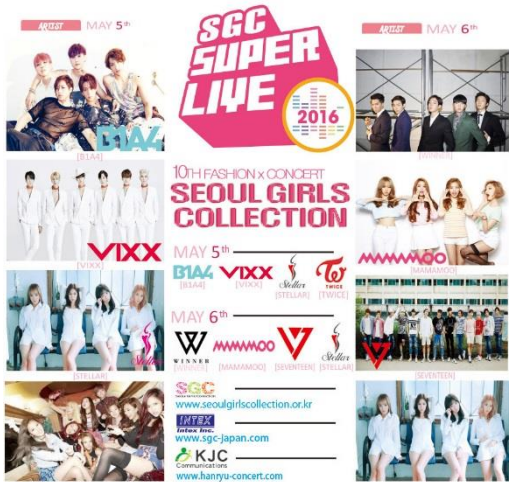 ARTIST MAY 5th
B1A4
[B1A4]
VIXX
[VIXX]
Stellar
[STELLAR]
SGC
SUPER
LIVE
2016
10TH FASHION x CONCERT
SEOUL GIRLS
COLLECTION
MAY 5th
B1A4 VIXX Stellar TWICE
[B1A4] [VIXX] [STELLAR] [TWICE]
MAY 6th
W WINNER MAMAMOO Stellar
[WINNER] [MAMAMOO] [SEVENTEEN] [STELLAR]
SGC
www.seoulgirlscollection.or.kr
INTEX
Intex Inc.
www.sgc-japan.com
KJC
Communications
www.hanryu-concert.com
ARTIST MAY 6th
[WINNER]
MAMAMOO
[MAMAMOO]
[SEVENTEEN]